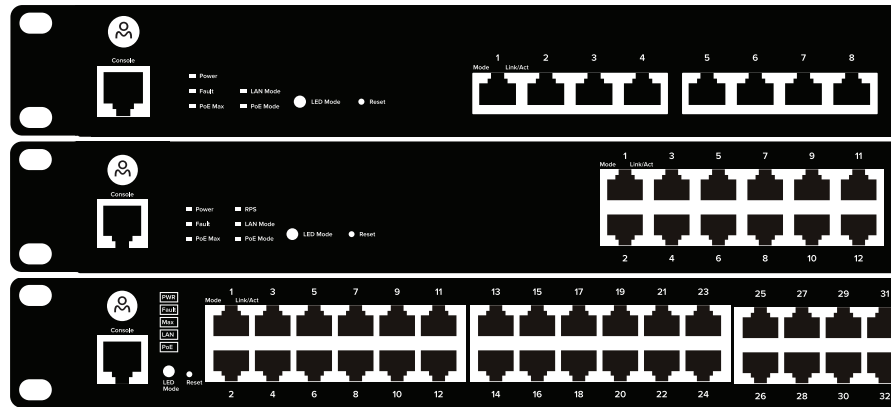 1 2 3 4 5 6 7 8
Console
Mode Link/Act
Power
Fault LAN Mode
PoE Max PoE Mode LED Mode Reset
1 3 5 7 9 11
Console
Mode Link/Act
Power RPS
Fault LAN Mode
PoE Max PoE Mode LED Mode Reset
2 4 6 8 10 12
1 3 5 7 9 11 13 15 17 19 21 23 25 27 29 31
PWR
Mode Link/Act
Fault
Max
Console
LAN
PoE
LED Mode
Reset
2 4 6 8 10 12 14 16 18 20 22 24 26 28 30 32